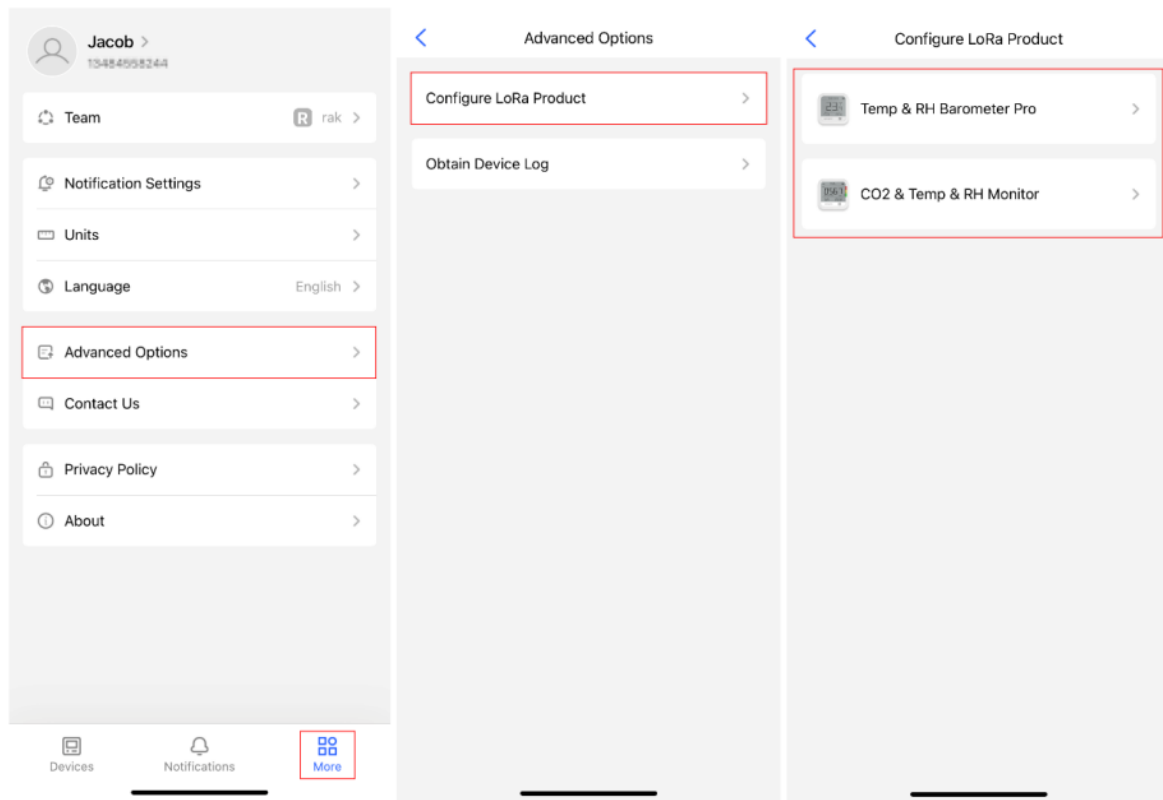 Jacob
13484558244
Team
R rak
Notification Settings
Units
Language
English
Advanced Options
Contact Us
Privacy Policy
About
Devices
Notifications
More
Advanced Options
Configure LoRa Product
Obtain Device Log
Configure LoRa Product
Temp & RH Barometer Pro
CO2 & Temp & RH Monitor